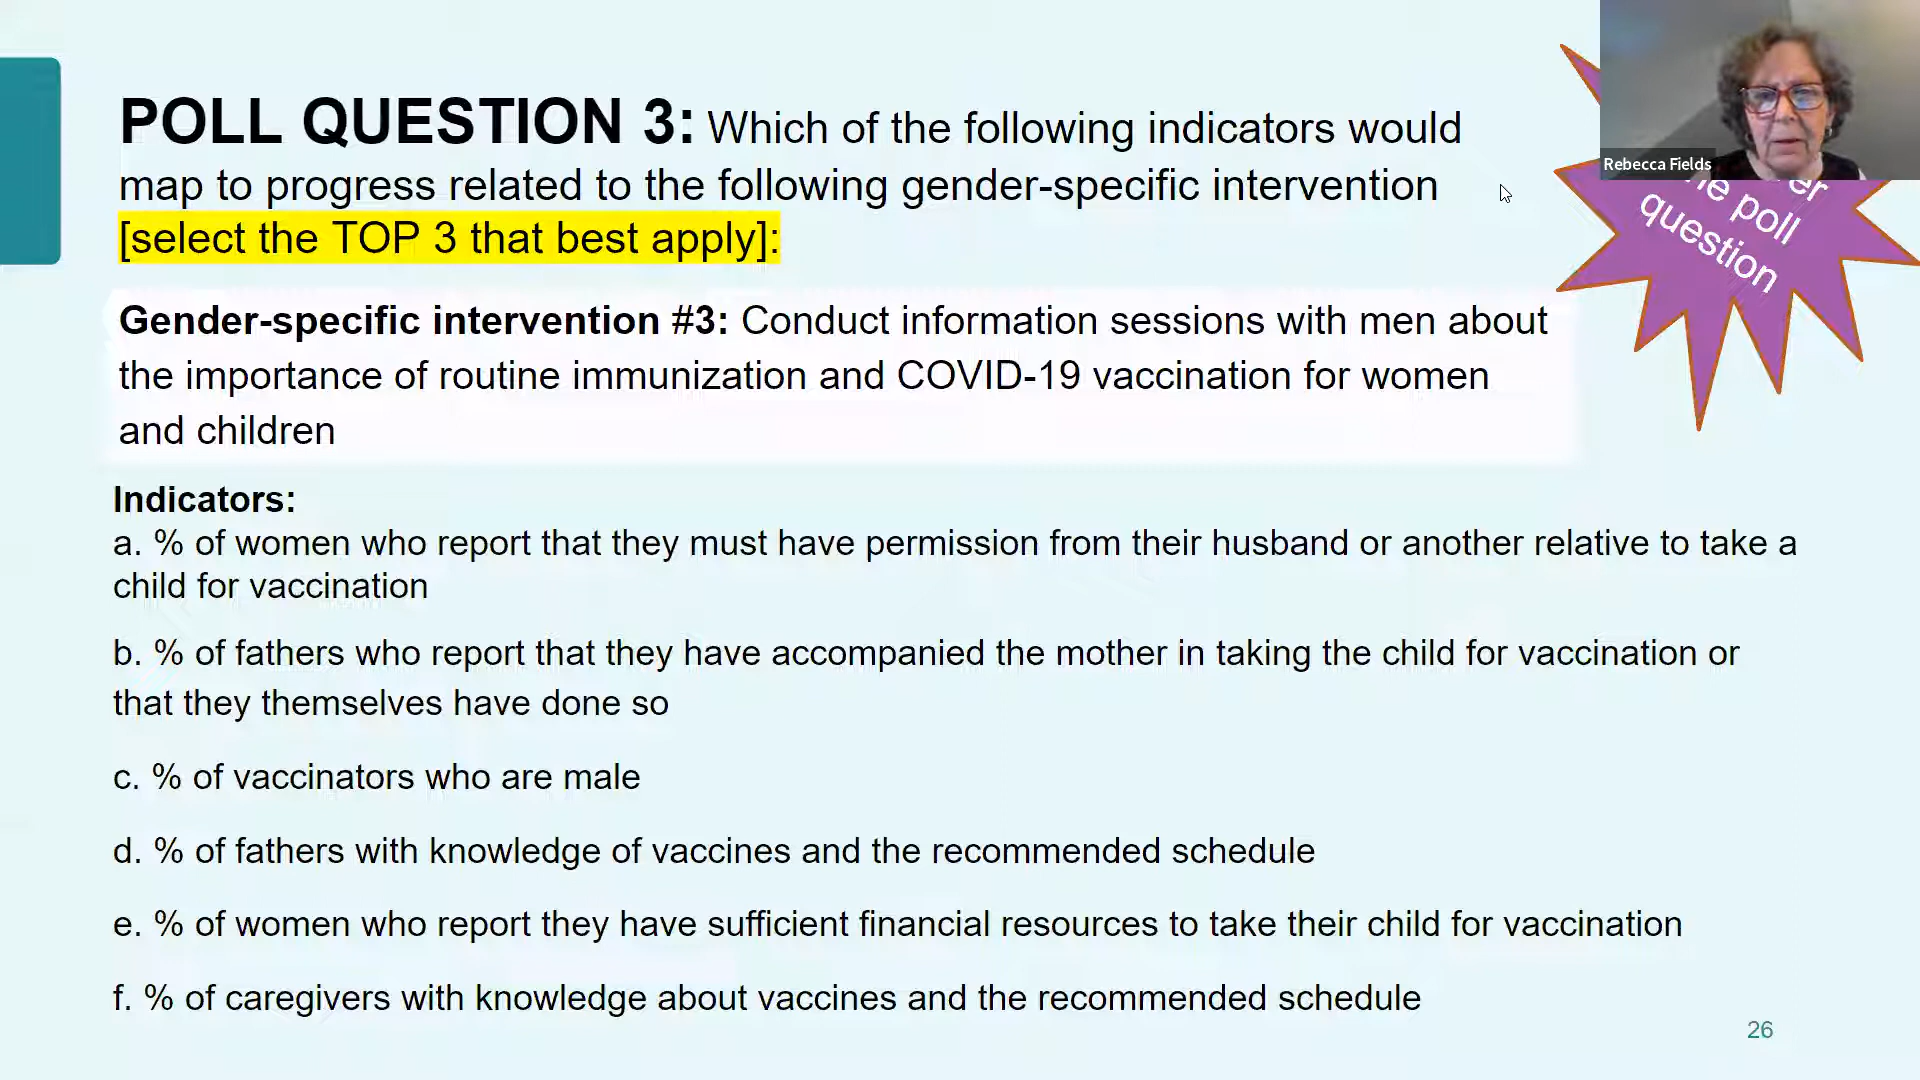 POLL QUESTION 3: Which of the following indicators would
map to progress related to the following gender-specific intervention
[select the TOP 3 that best apply]:
Rebecca Fields
poll
question
Gender-specific intervention #3: Conduct information sessions with men about
the importance of routine immunization and COVID-19 vaccination for women
and children
Indicators:
a. % of women who report that they must have permission from their husband or another relative to take a
child for vaccination
b. % of fathers who report that they have accompanied the mother in taking the child for vaccination or
that they themselves have done so
c. % of vaccinators who are male
d. % of fathers with knowledge of vaccines and the recommended schedule
e. % of women who report they have sufficient financial resources to take their child for vaccination
f. % of caregivers with knowledge about vaccines and the recommended schedule
26